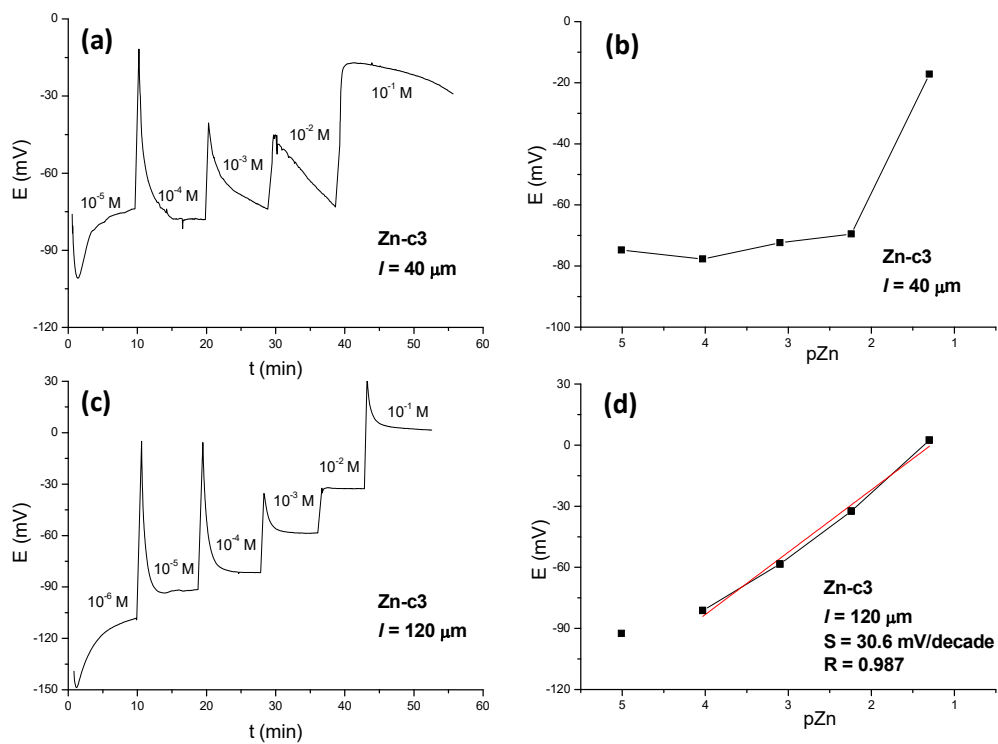 (a)
0
-30
-60
-90
-120
E (mV)
10⁻⁵ M
10⁻⁴ M
10⁻³ M
10⁻² M
10⁻¹ M
Zn-c3
l = 40 μm
0 10 20 30 40 50 60
t (min)
(b)
0
-20
-40
-60
-80
-100
E (mV)
Zn-c3
l = 40 μm
5 4 3 2 1
pZn
(c)
30
0
-30
-60
-90
-120
-150
E (mV)
10⁻⁶ M
10⁻⁵ M
10⁻⁴ M
10⁻³ M
10⁻² M
10⁻¹ M
Zn-c3
l = 120 μm
0 10 20 30 40 50 60
t (min)
(d)
30
0
-30
-60
-90
-120
E (mV)
Zn-c3
l = 120 μm
S = 30.6 mV/decade
R = 0.987
5 4 3 2 1
pZn